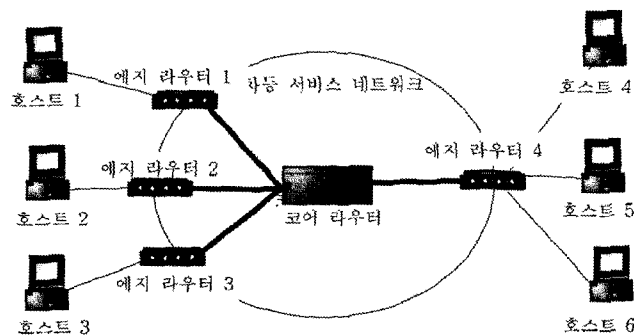 에지 라우터 1
차등 서비스 네트워크
호스트 1
호스트 4
에지 라우터 2
에지 라우터 4
호스트 2
코어 라우터
호스트 5
에지 라우터 3
호스트 3
호스트 6